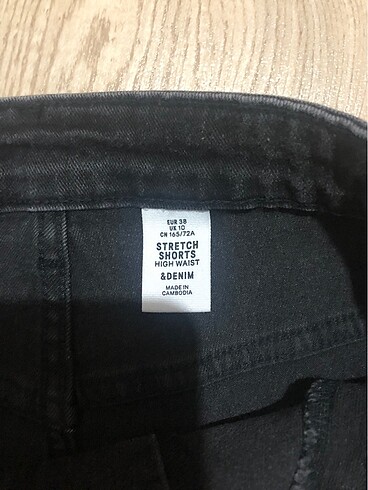 EUR 38
UK 10
CN 165/72A
STRETCH
SHORTS
HIGH WAIST
&DENIM
MADE IN
CAMBODIA